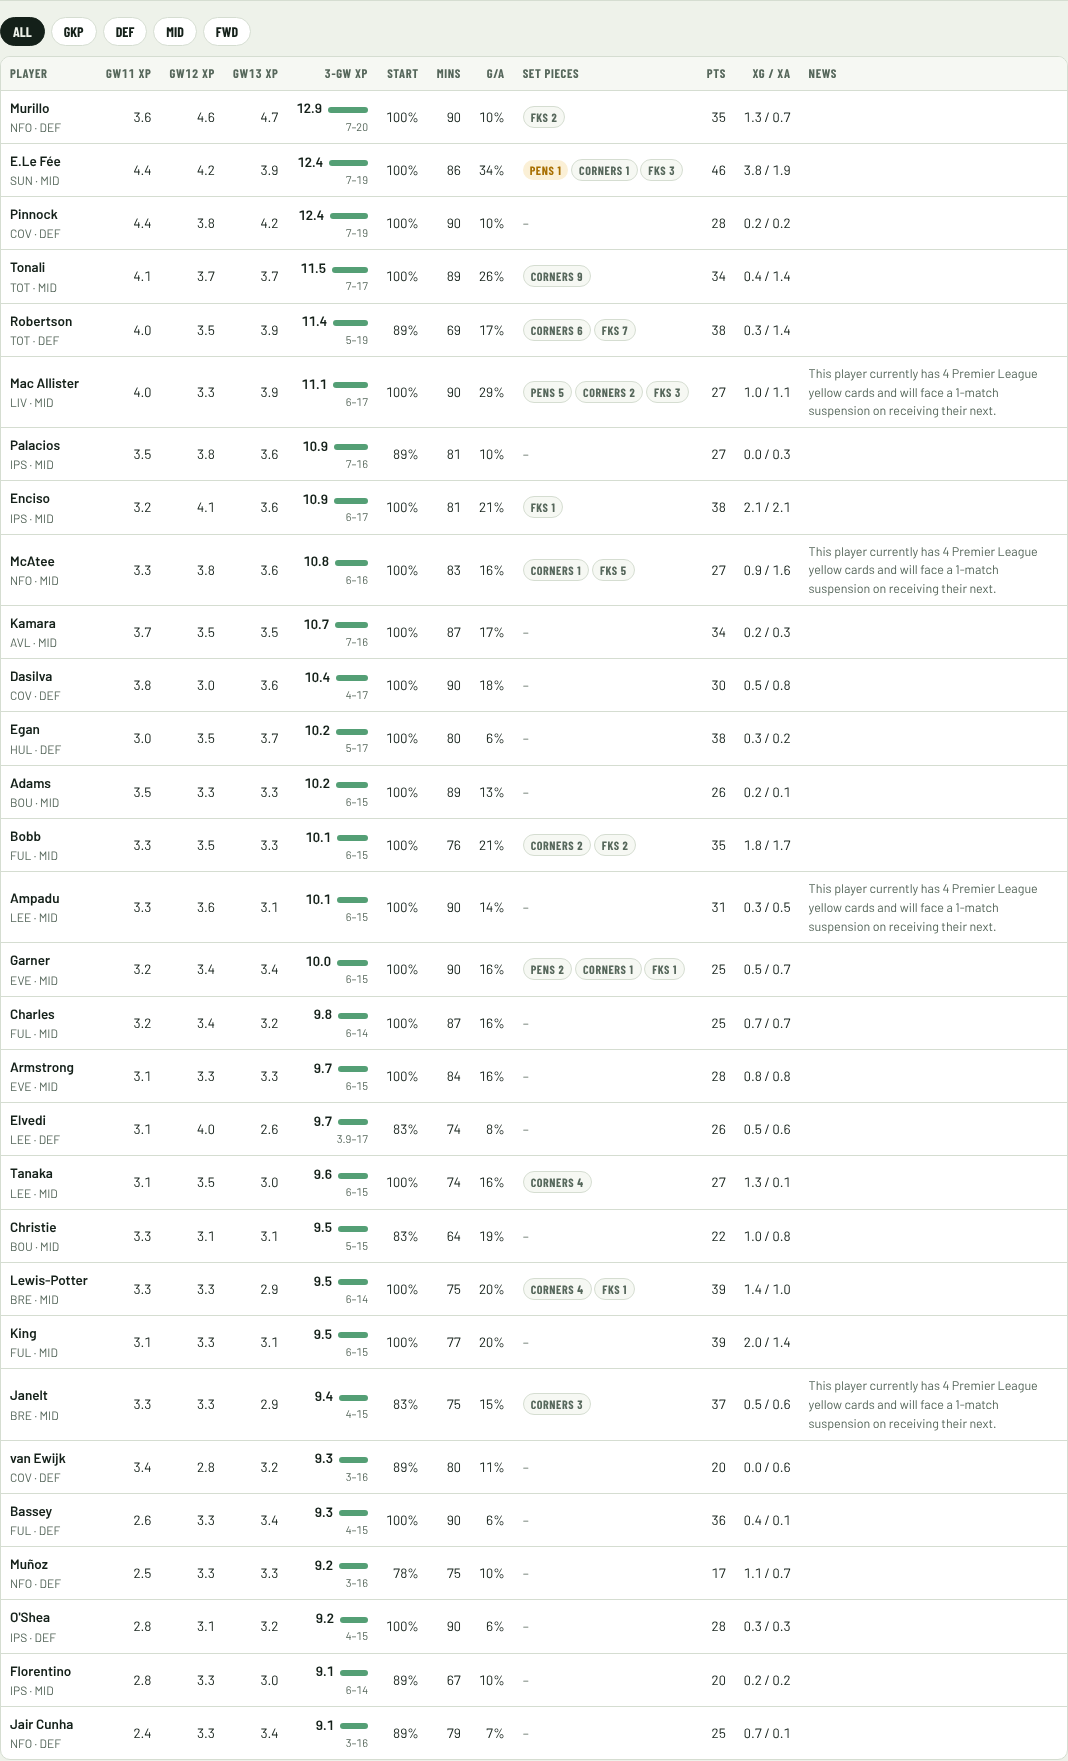 ALL GKP DEF MID FWD
PLAYER GW11 XP GW12 XP GW13 XP 3-GW XP START MINS G/A SET PIECES PTS XG / XA NEWS
Murillo NFO · DEF 3.6 4.6 4.7 12.9 7–20 100% 90 10% FKS 2 35 1.3 / 0.7
E.Le Fée SUN · MID 4.4 4.2 3.9 12.4 7–19 100% 86 34% PENS 1 CORNERS 1 FKS 3 46 3.8 / 1.9
Pinnock COV · DEF 4.4 3.8 4.2 12.4 7–19 100% 90 10% – 28 0.2 / 0.2
Tonali TOT · MID 4.1 3.7 3.7 11.5 7–17 100% 89 26% CORNERS 9 34 0.4 / 1.4
Robertson TOT · DEF 4.0 3.5 3.9 11.4 5–19 89% 69 17% CORNERS 6 FKS 7 38 0.3 / 1.4
Mac Allister LIV · MID 4.0 3.3 3.9 11.1 6–17 100% 90 29% PENS 5 CORNERS 2 FKS 3 27 1.0 / 1.1 This player currently has 4 Premier League
yellow cards and will face a 1-match
suspension on receiving their next.
Palacios IPS · MID 3.5 3.8 3.6 10.9 7–16 89% 81 10% – 27 0.0 / 0.3
Enciso IPS · MID 3.2 4.1 3.6 10.9 6–17 100% 81 21% FKS 1 38 2.1 / 2.1
McAtee NFO · MID 3.3 3.8 3.6 10.8 6–16 100% 83 16% CORNERS 1 FKS 5 27 0.9 / 1.6 This player currently has 4 Premier League
yellow cards and will face a 1-match
suspension on receiving their next.
Kamara AVL · MID 3.7 3.5 3.5 10.7 7–16 100% 87 17% – 34 0.2 / 0.3
Dasilva COV · DEF 3.8 3.0 3.6 10.4 4–17 100% 90 18% – 30 0.5 / 0.8
Egan HUL · DEF 3.0 3.5 3.7 10.2 5–17 100% 80 6% – 38 0.3 / 0.2
Adams BOU · MID 3.5 3.3 3.3 10.2 6–15 100% 89 13% – 26 0.2 / 0.1
Bobb FUL · MID 3.3 3.5 3.3 10.1 6–15 100% 76 21% CORNERS 2 FKS 2 35 1.8 / 1.7
Ampadu LEE · MID 3.3 3.6 3.1 10.1 6–15 100% 90 14% – 31 0.3 / 0.5 This player currently has 4 Premier League
yellow cards and will face a 1-match
suspension on receiving their next.
Garner EVE · MID 3.2 3.4 3.4 10.0 6–15 100% 90 16% PENS 2 CORNERS 1 FKS 1 25 0.5 / 0.7
Charles FUL · MID 3.2 3.4 3.2 9.8 6–14 100% 87 16% – 25 0.7 / 0.7
Armstrong EVE · MID 3.1 3.3 3.3 9.7 6–15 100% 84 16% – 28 0.8 / 0.8
Elvedi LEE · DEF 3.1 4.0 2.6 9.7 3.9–17 83% 74 8% – 26 0.5 / 0.6
Tanaka LEE · MID 3.1 3.5 3.0 9.6 6–15 100% 74 16% CORNERS 4 27 1.3 / 0.1
Christie BOU · MID 3.3 3.1 3.1 9.5 5–15 83% 64 19% – 22 1.0 / 0.8
Lewis-Potter BRE · MID 3.3 3.3 2.9 9.5 6–14 100% 75 20% CORNERS 4 FKS 1 39 1.4 / 1.0
King FUL · MID 3.1 3.3 3.1 9.5 6–15 100% 77 20% – 39 2.0 / 1.4
Janelt BRE · MID 3.3 3.3 2.9 9.4 4–15 83% 75 15% CORNERS 3 37 0.5 / 0.6 This player currently has 4 Premier League
yellow cards and will face a 1-match
suspension on receiving their next.
van Ewijk COV · DEF 3.4 2.8 3.2 9.3 3–16 89% 80 11% – 20 0.0 / 0.6
Bassey FUL · DEF 2.6 3.3 3.4 9.3 4–15 100% 90 6% – 36 0.4 / 0.1
Muñoz NFO · DEF 2.5 3.3 3.3 9.2 3–16 78% 75 10% – 17 1.1 / 0.7
O'Shea IPS · DEF 2.8 3.1 3.2 9.2 4–15 100% 90 6% – 28 0.3 / 0.3
Florentino IPS · MID 2.8 3.3 3.0 9.1 6–14 89% 67 10% – 20 0.2 / 0.2
Jair Cunha NFO · DEF 2.4 3.3 3.4 9.1 3–16 89% 79 7% – 25 0.7 / 0.1